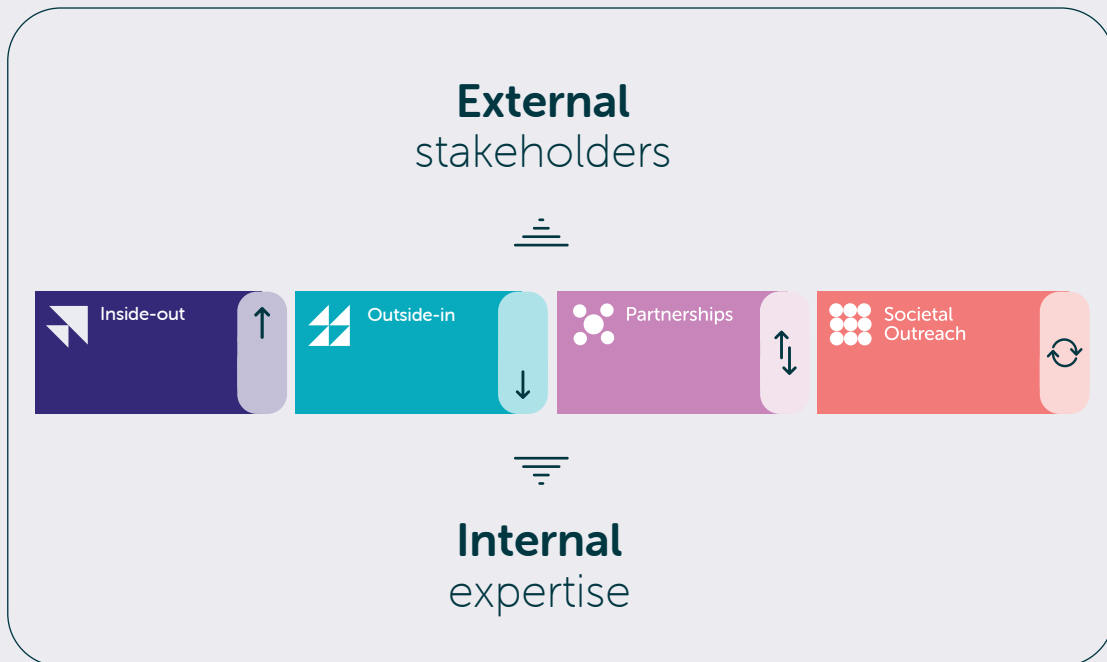 External
stakeholders
Inside-out
Outside-in
Partnerships
Societal
Outreach
Internal
expertise